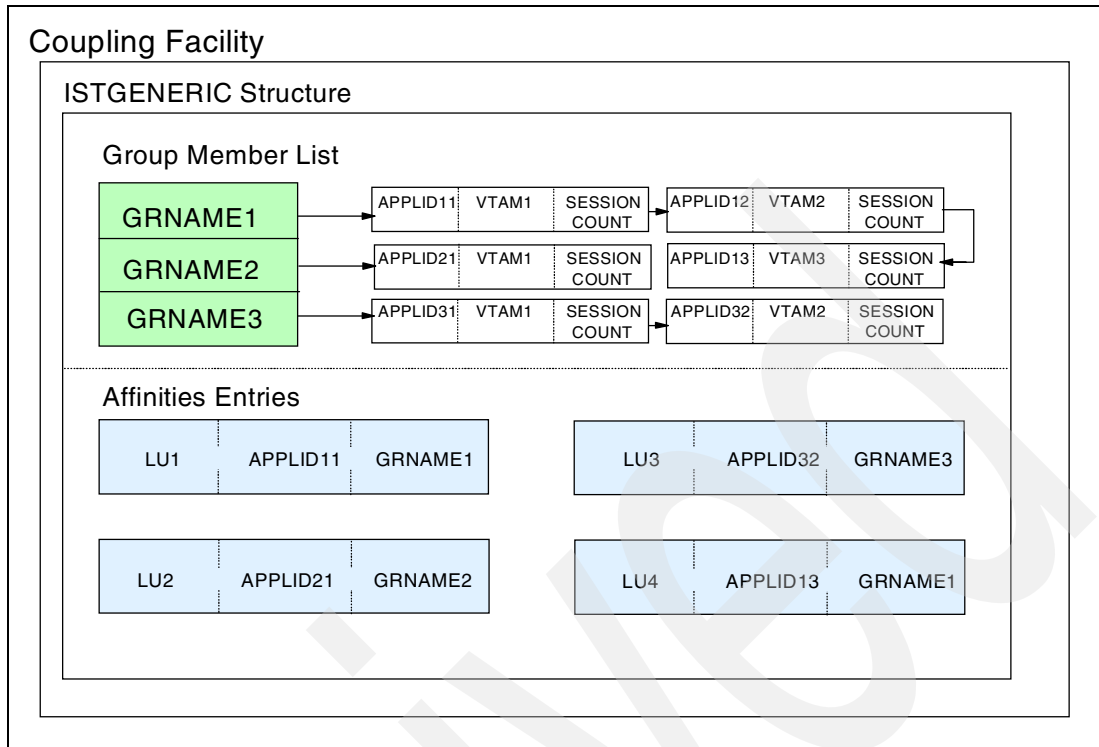 Coupling Facility
ISTGENERIC Structure
Group Member List
GRNAME1
APPLID11 VTAM1 SESSION COUNT
APPLID12 VTAM2 SESSION COUNT
GRNAME2
APPLID21 VTAM1 SESSION COUNT
APPLID13 VTAM3 SESSION COUNT
GRNAME3
APPLID31 VTAM1 SESSION COUNT
APPLID32 VTAM2 SESSION COUNT
Affinities Entries
LU1 APPLID11 GRNAME1
LU3 APPLID32 GRNAME3
LU2 APPLID21 GRNAME2
LU4 APPLID13 GRNAME1